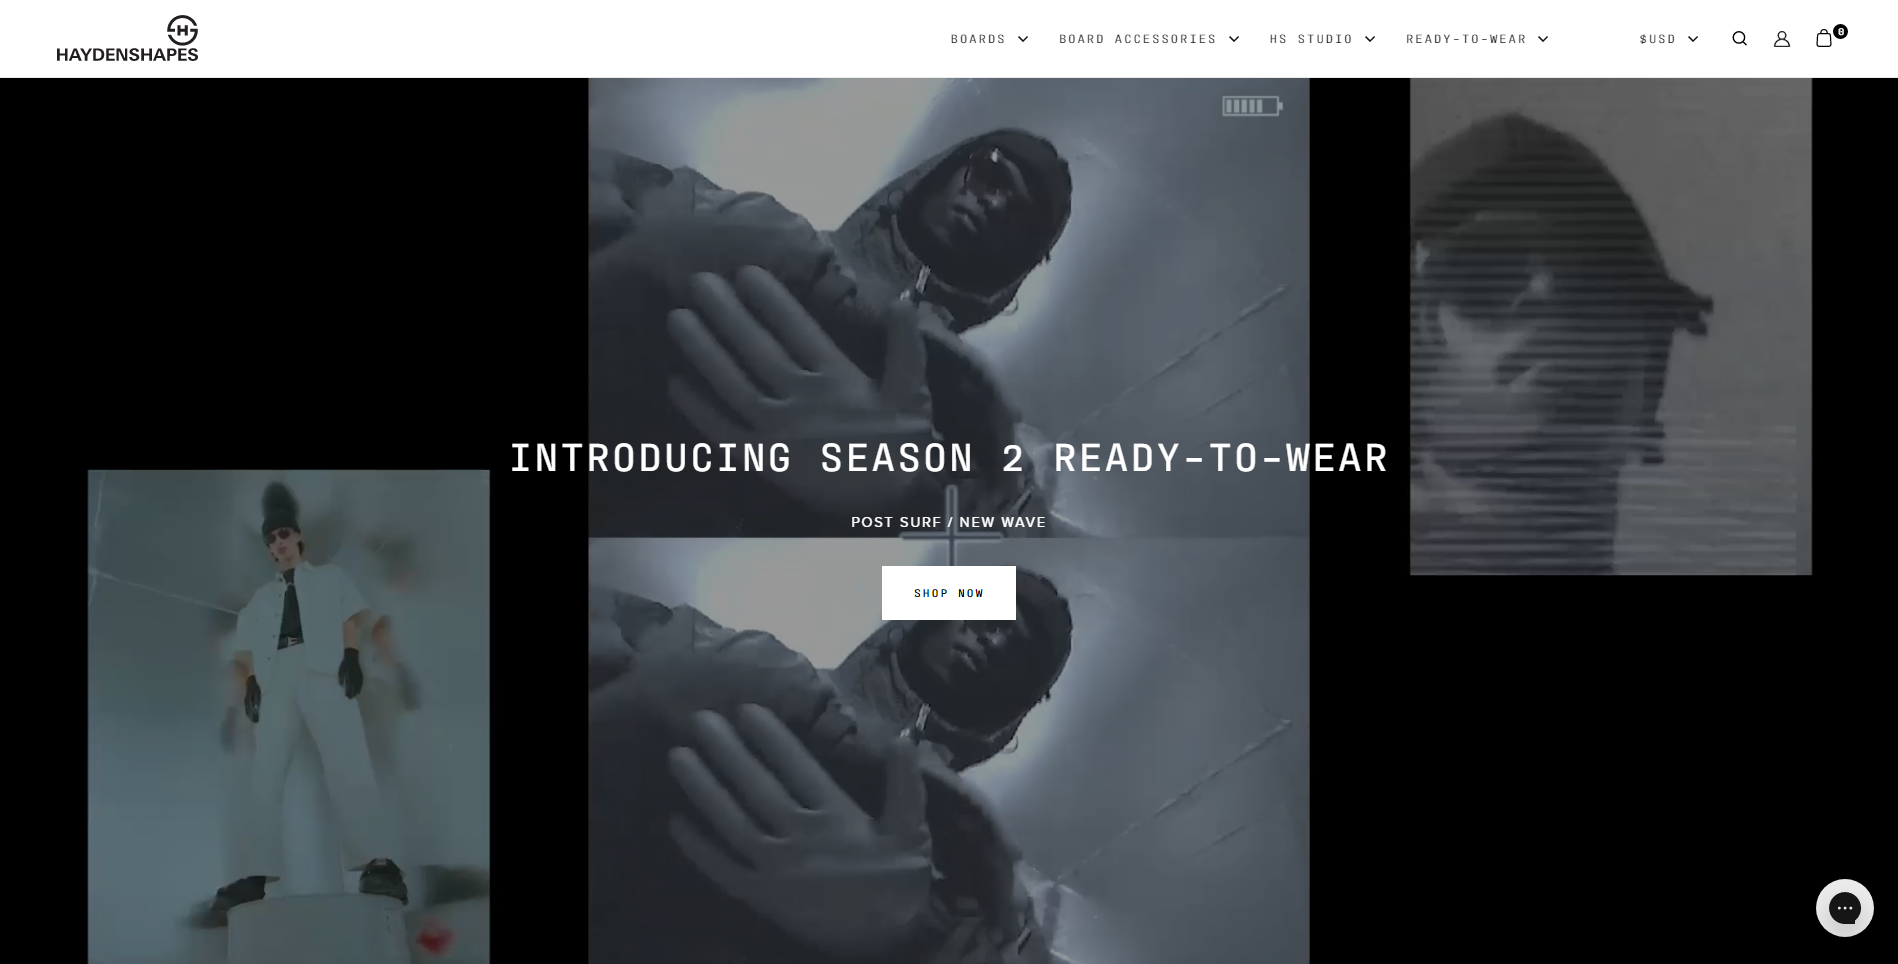 HAYDENSHAPES
BOARDS
BOARD ACCESSORIES
HS STUDIO
READY-TO-WEAR
$USD
0
INTRODUCING SEASON 2 READY-TO-WEAR
POST SURF / NEW WAVE
SHOP NOW